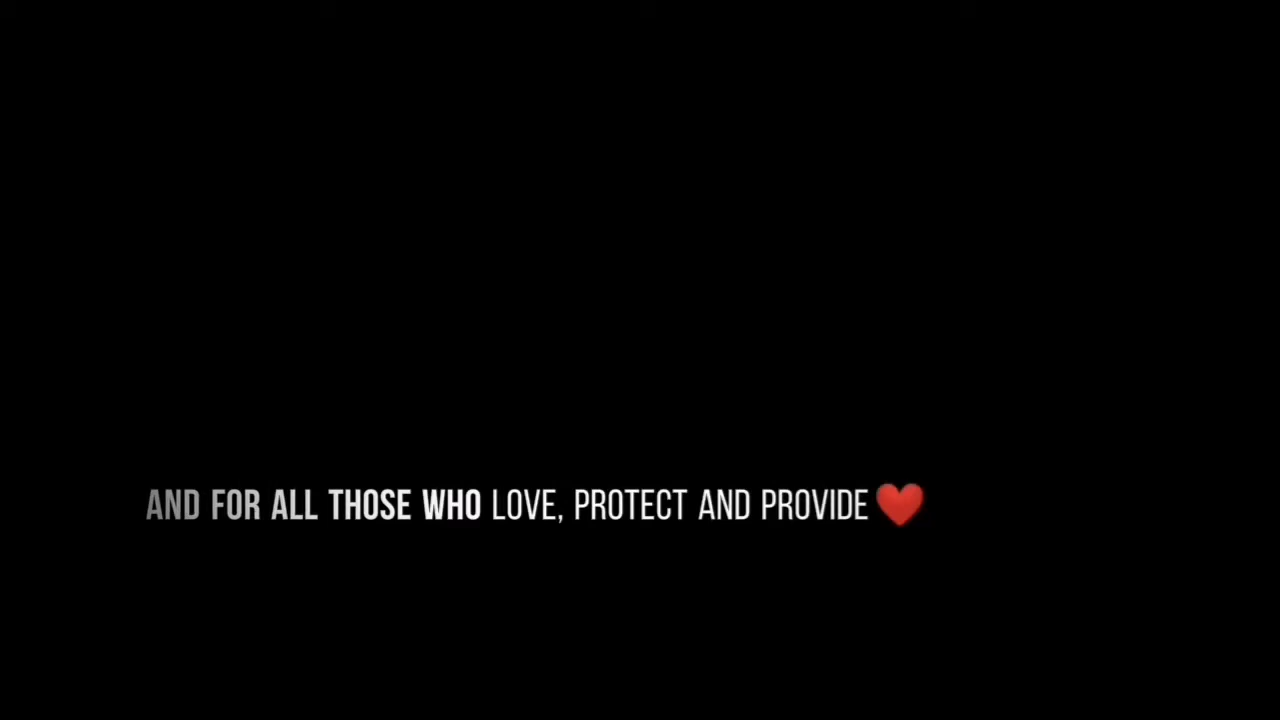 AND FOR ALL THOSE WHO LOVE, PROTECT AND PROVIDE ❤️